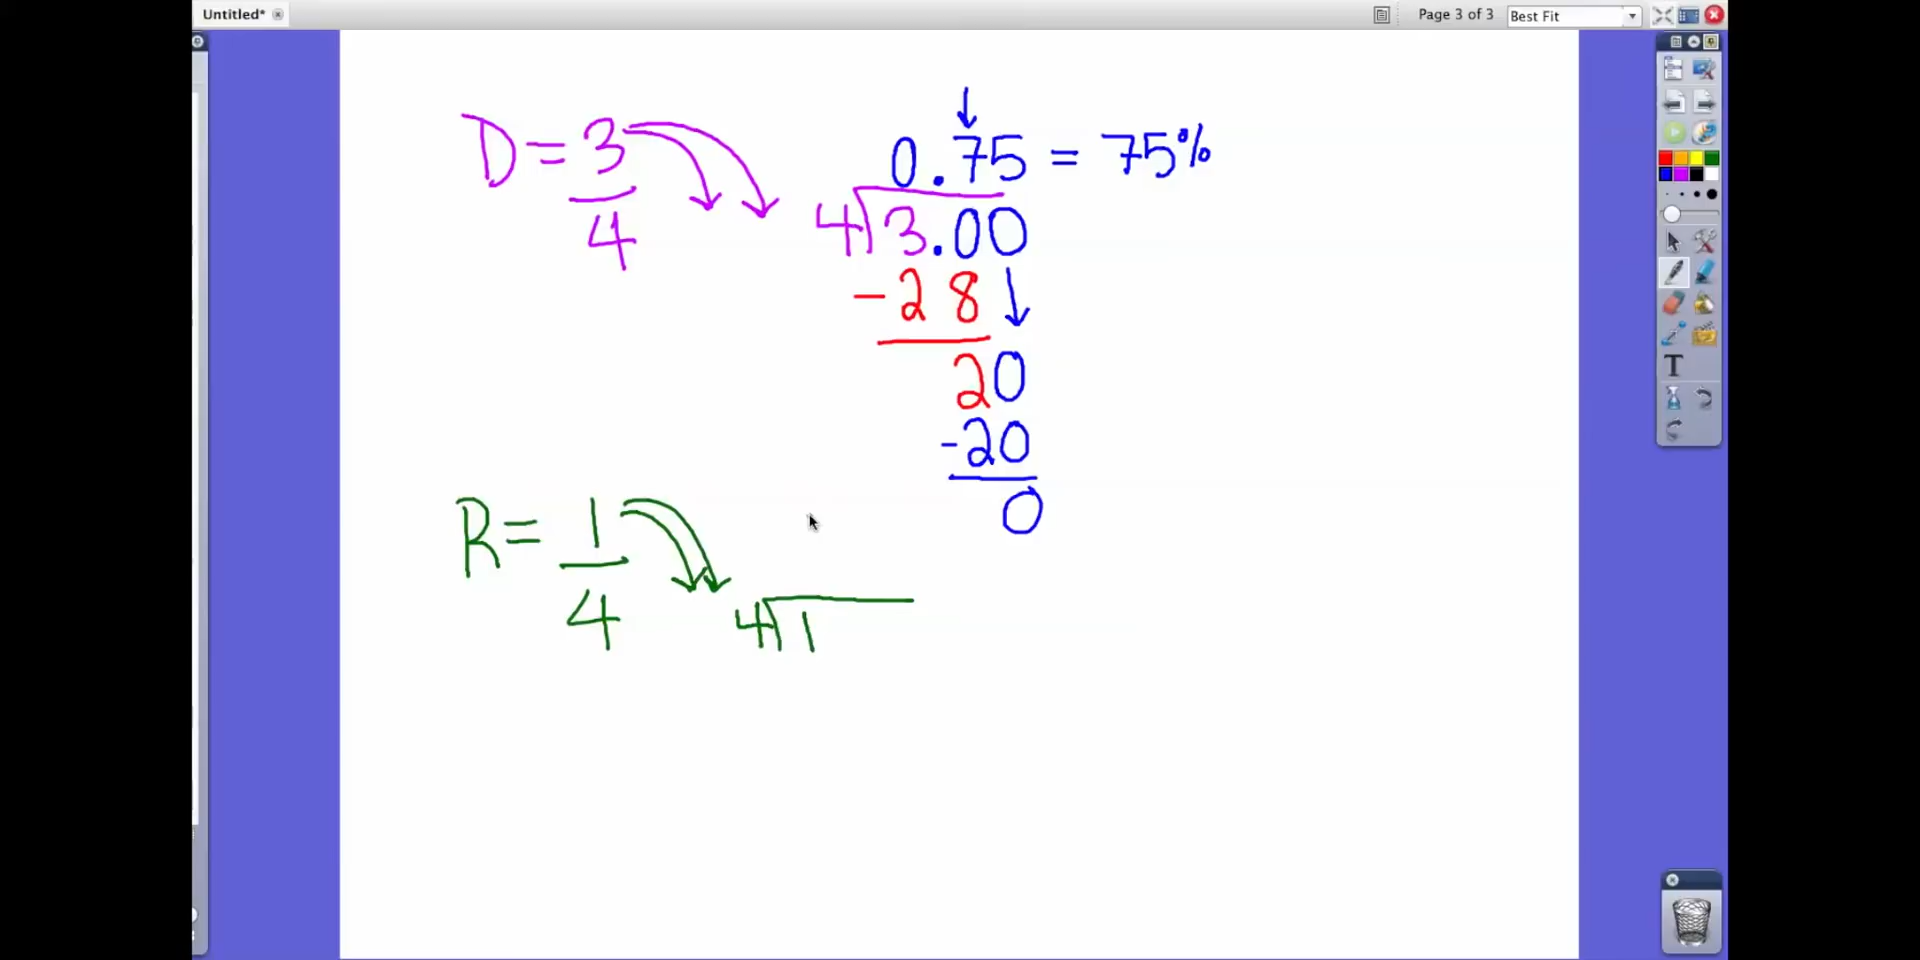 Untitled*
Page 3 of 3
Best Fit
D = 3/4
0.75 = 75%
4)3.00
-28
20
-20
0
R = 1/4
4)1
T